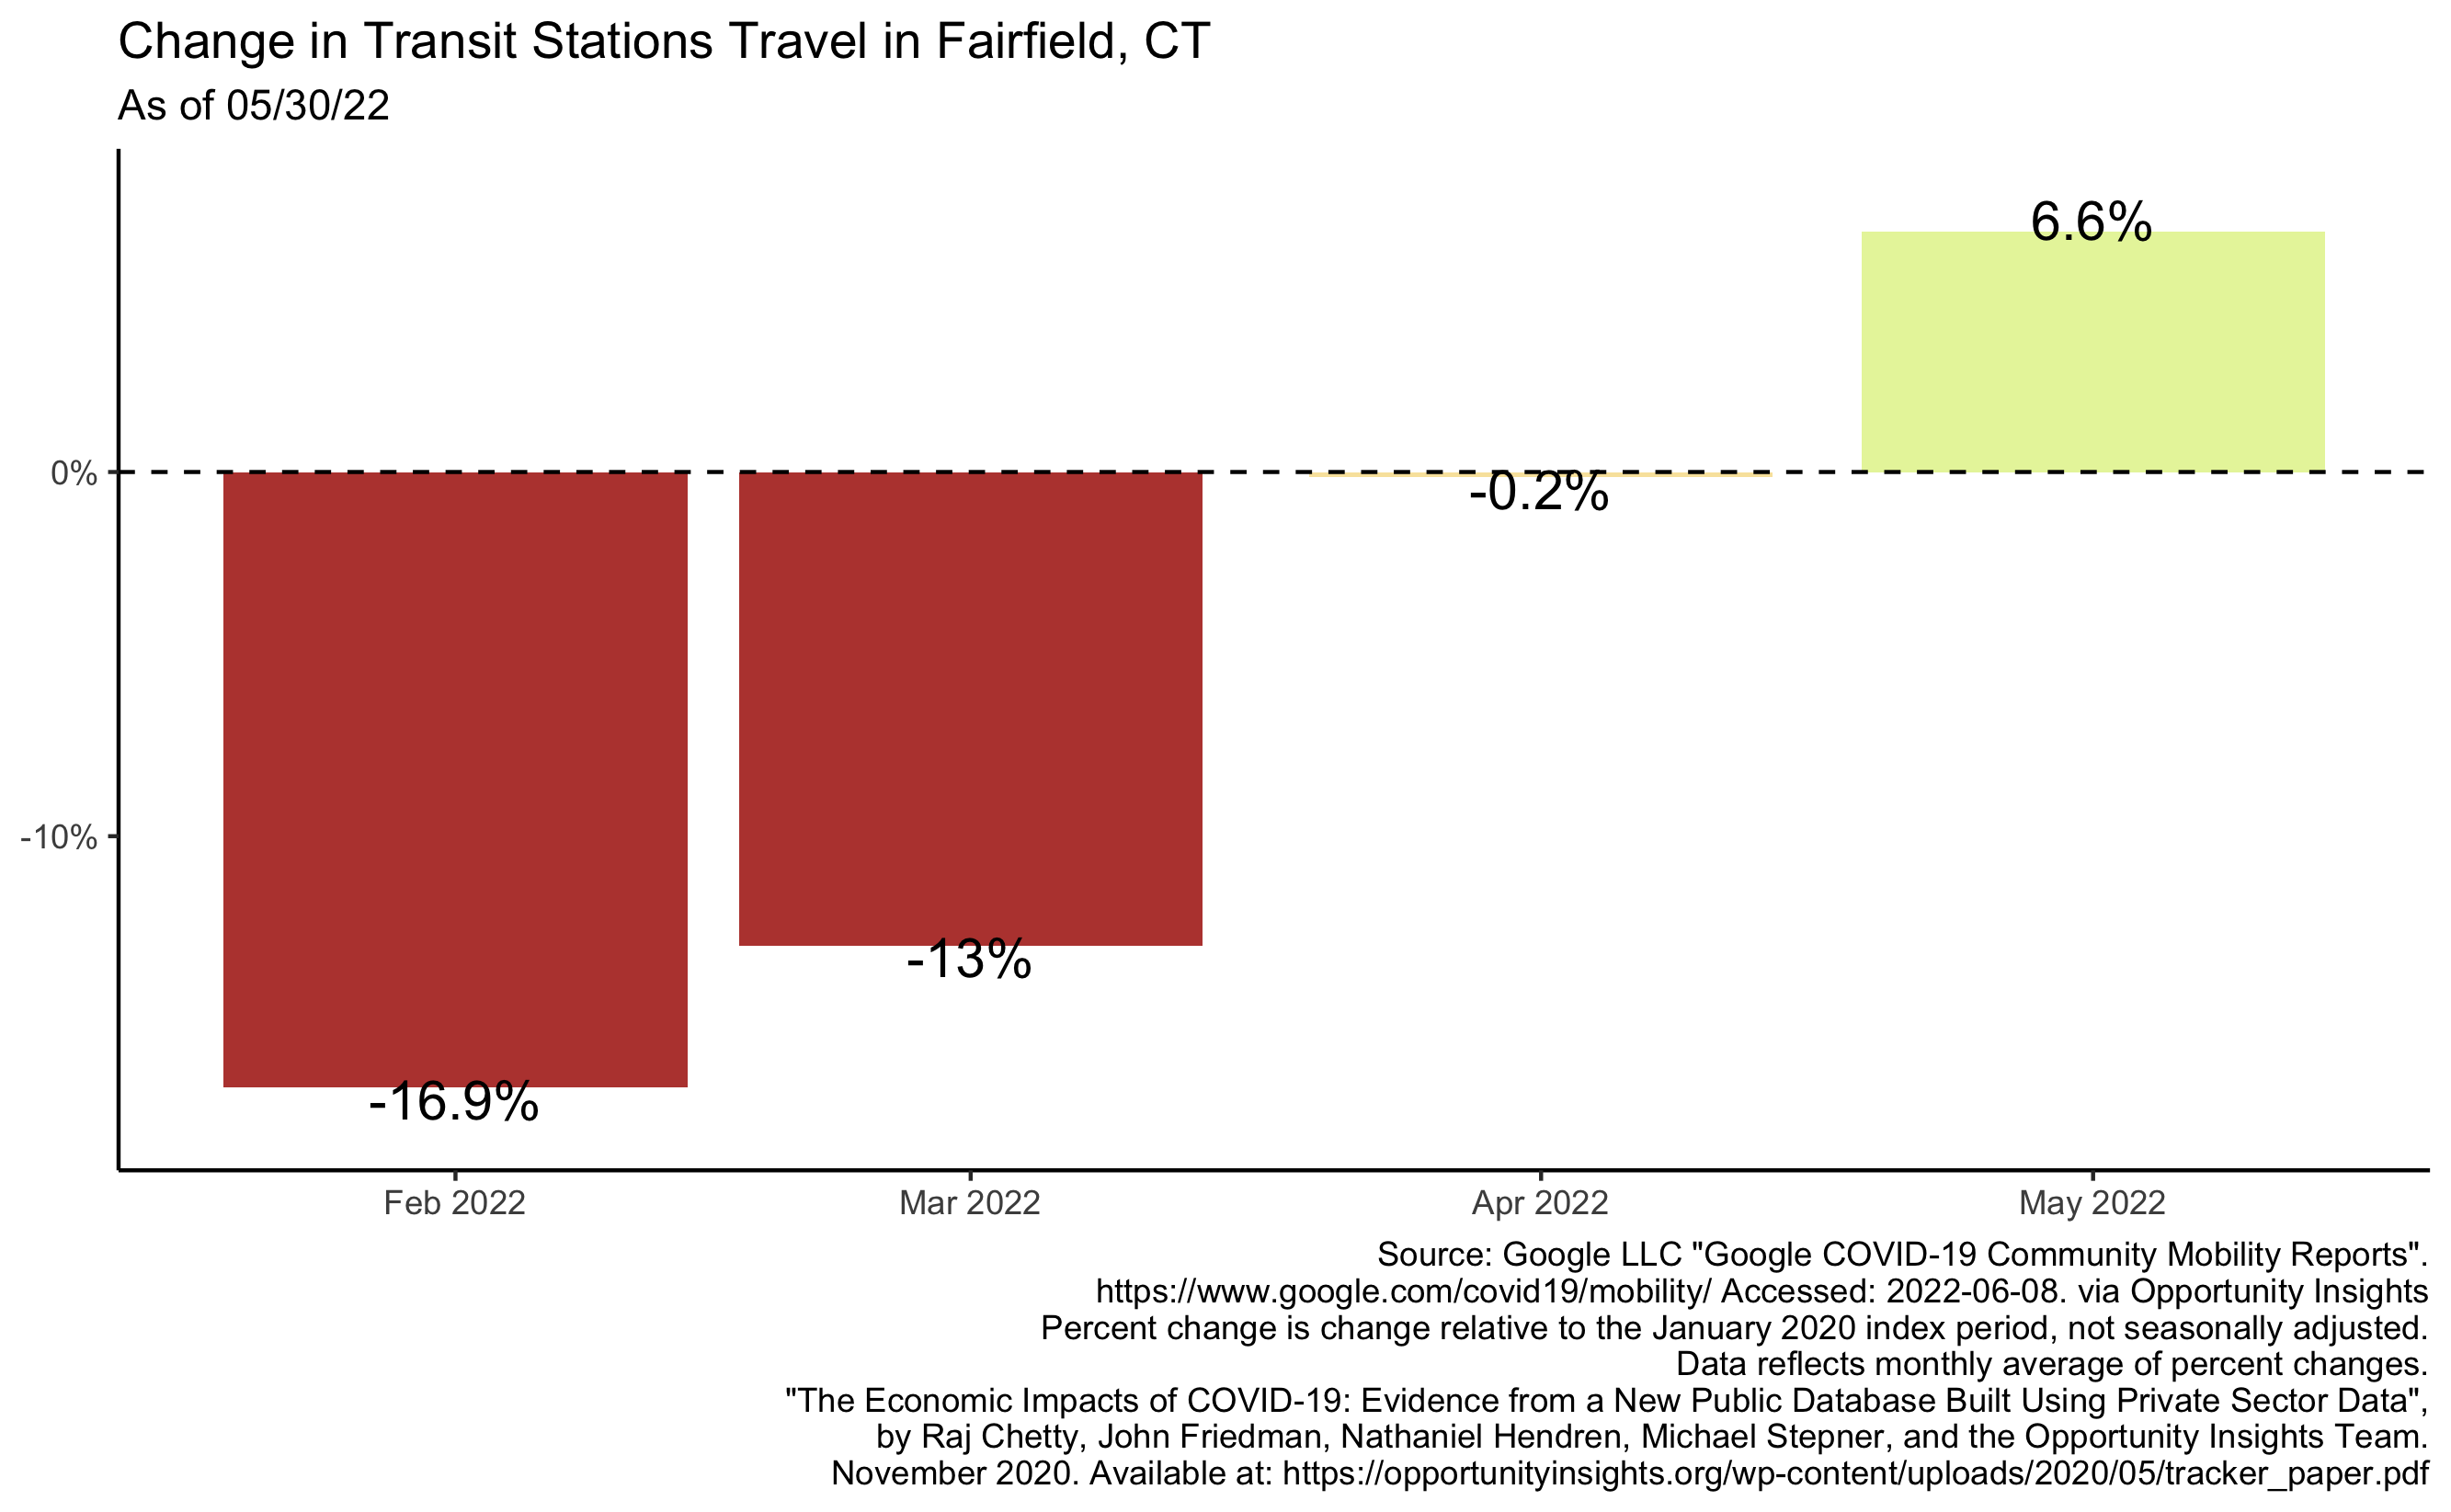 Change in Transit Stations Travel in Fairfield, CT
As of 05/30/22
6.6%
0%
-0.2%
-10%
-13%
-16.9%
Feb 2022
Mar 2022
Apr 2022
May 2022
Source: Google LLC "Google COVID-19 Community Mobility Reports".
https://www.google.com/covid19/mobility/ Accessed: 2022-06-08. via Opportunity Insights
Percent change is change relative to the January 2020 index period, not seasonally adjusted.
Data reflects monthly average of percent changes.
"The Economic Impacts of COVID-19: Evidence from a New Public Database Built Using Private Sector Data",
by Raj Chetty, John Friedman, Nathaniel Hendren, Michael Stepner, and the Opportunity Insights Team.
November 2020. Available at: https://opportunityinsights.org/wp-content/uploads/2020/05/tracker_paper.pdf